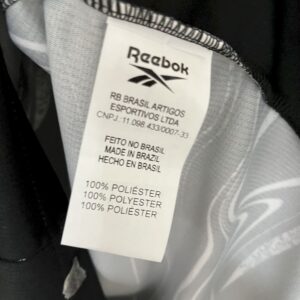 Reebok
RB BRASIL ARTIGOS
ESPORTIVOS LTDA
CNPJ.:11.098.433/0007-33
FEITO NO BRASIL
MADE IN BRAZIL
HECHO EN BRASIL
100% POLIÉSTER
100% POLYESTER
100% POLIÉSTER